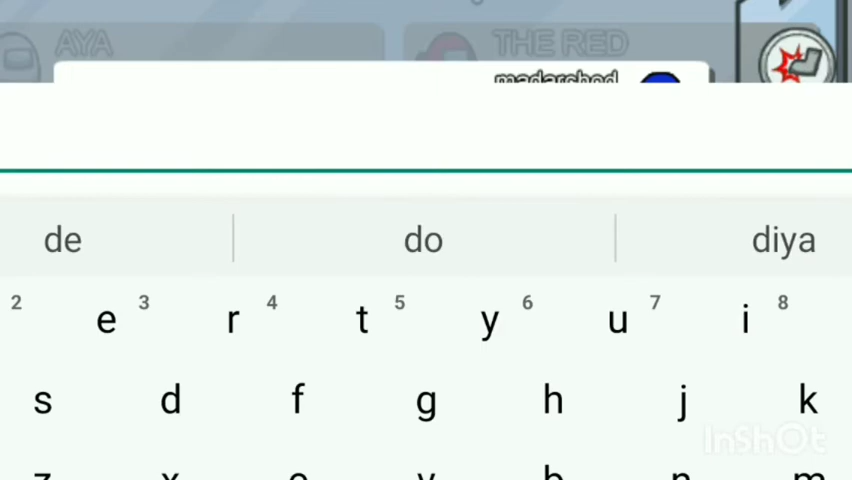 AYA
THE RED
madarchod
de do diya
2 3 4 5 6 7 8
e r t y u i
s d f g h j k
z x c v b n m
InShOt